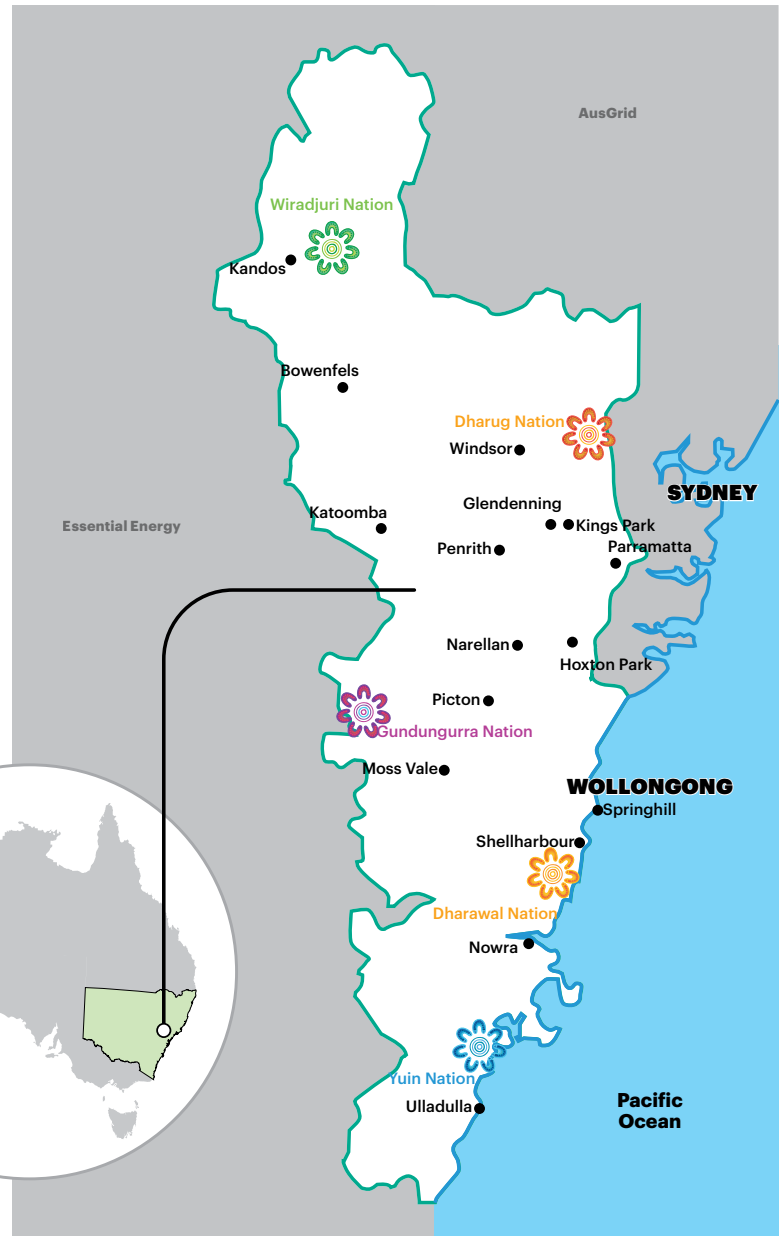 AusGrid
Wiradjuri Nation
Kandos
Bowenfels
Dharug Nation
Windsor
SYDNEY
Glendenning
Katoomba
Kings Park
Essential Energy
Penrith
Parramatta
Narellan
Hoxton Park
Picton
Gundungurra Nation
Moss Vale
WOLLONGONG
Springhill
Shellharbour
Dharawal Nation
Nowra
Yuin Nation
Ulladulla
Pacific
Ocean